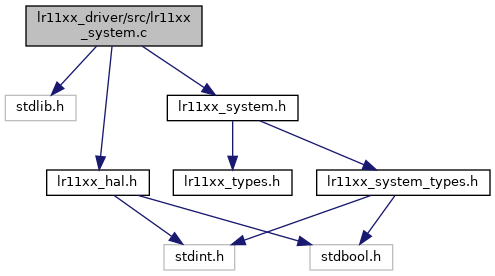 lr11xx_driver/src/lr11xx
_system.c
stdlib.h
lr11xx_system.h
lr11xx_hal.h
lr11xx_types.h
lr11xx_system_types.h
stdint.h
stdbool.h